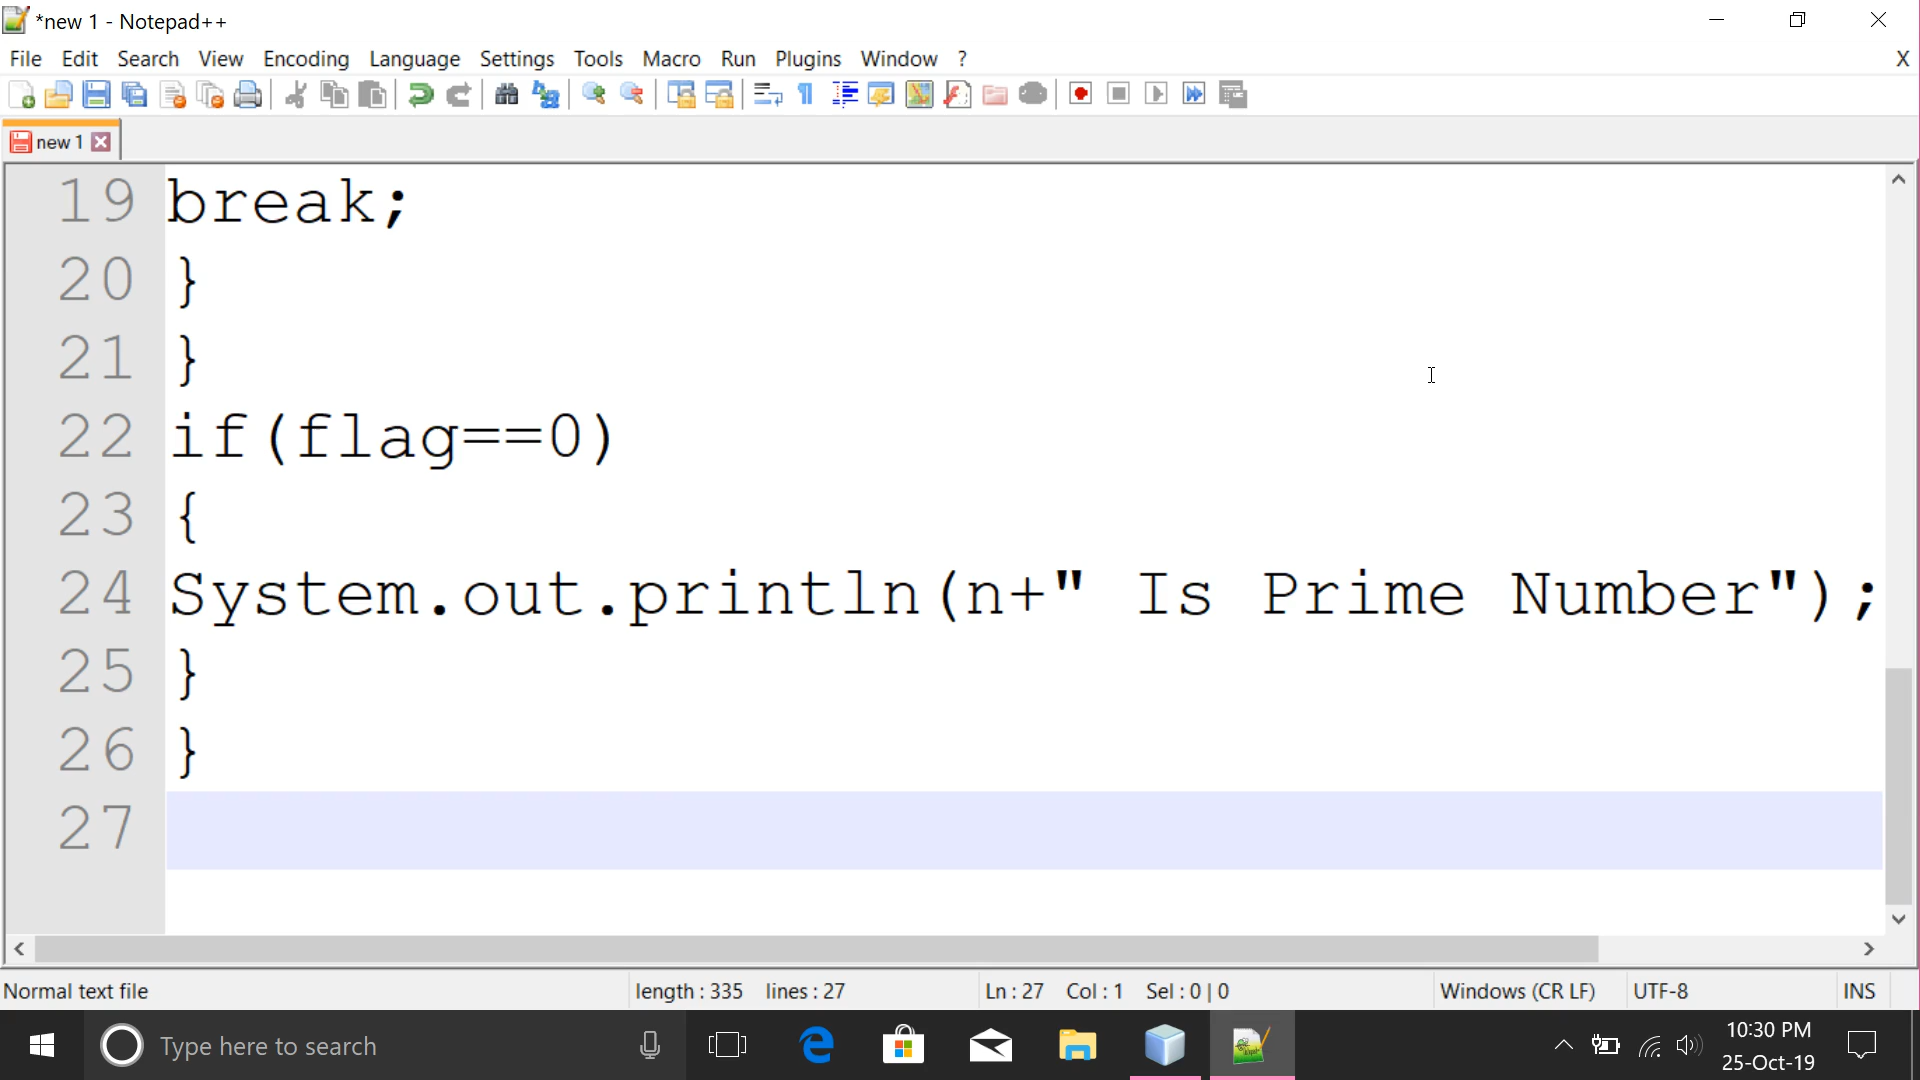 *new 1 - Notepad++
File Edit Search View Encoding Language Settings Tools Macro Run Plugins Window ? X
new 1
19 break;
20 }
21 }
22 if(flag==0)
23 {
24 System.out.println(n+" Is Prime Number");
25 }
26 }
27
Normal text file length : 335 lines : 27 Ln : 27 Col : 1 Sel : 0 | 0 Windows (CR LF) UTF-8 INS
Type here to search
10:30 PM
25-Oct-19